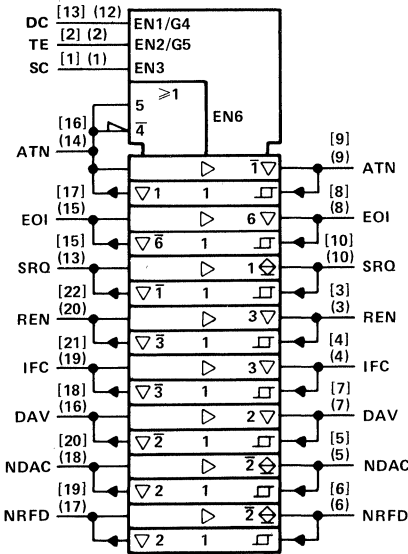 DC [13] (12) EN1/G4
TE [2] (2) EN2/G5
SC [1] (1) EN3
≥1
EN6
5
[16] 4̅
ATN (14) ▷ 1̅ ▽ [9] (9) ATN
[17] ▽ 1 1 [8]
EOI (15) ▷ 6 ▽ (8) EOI
[15] ▽ 6̅ 1 [10]
SRQ (13) ▷ 1 (10) SRQ
[22] ▽ 1̅ 1 [3]
REN (20) ▷ 3 ▽ (3) REN
[21] ▽ 3̅ 1 [4]
IFC (19) ▷ 3 ▽ (4) IFC
[18] ▽ 3̅ 1 [7]
DAV (16) ▷ 2 ▽ (7) DAV
[20] ▽ 2̅ 1 [5]
NDAC (18) ▷ 2̅ (5) NDAC
[19] ▽ 2 1 [6]
NRFD (17) ▷ 2̅ (6) NRFD
▽ 2 1